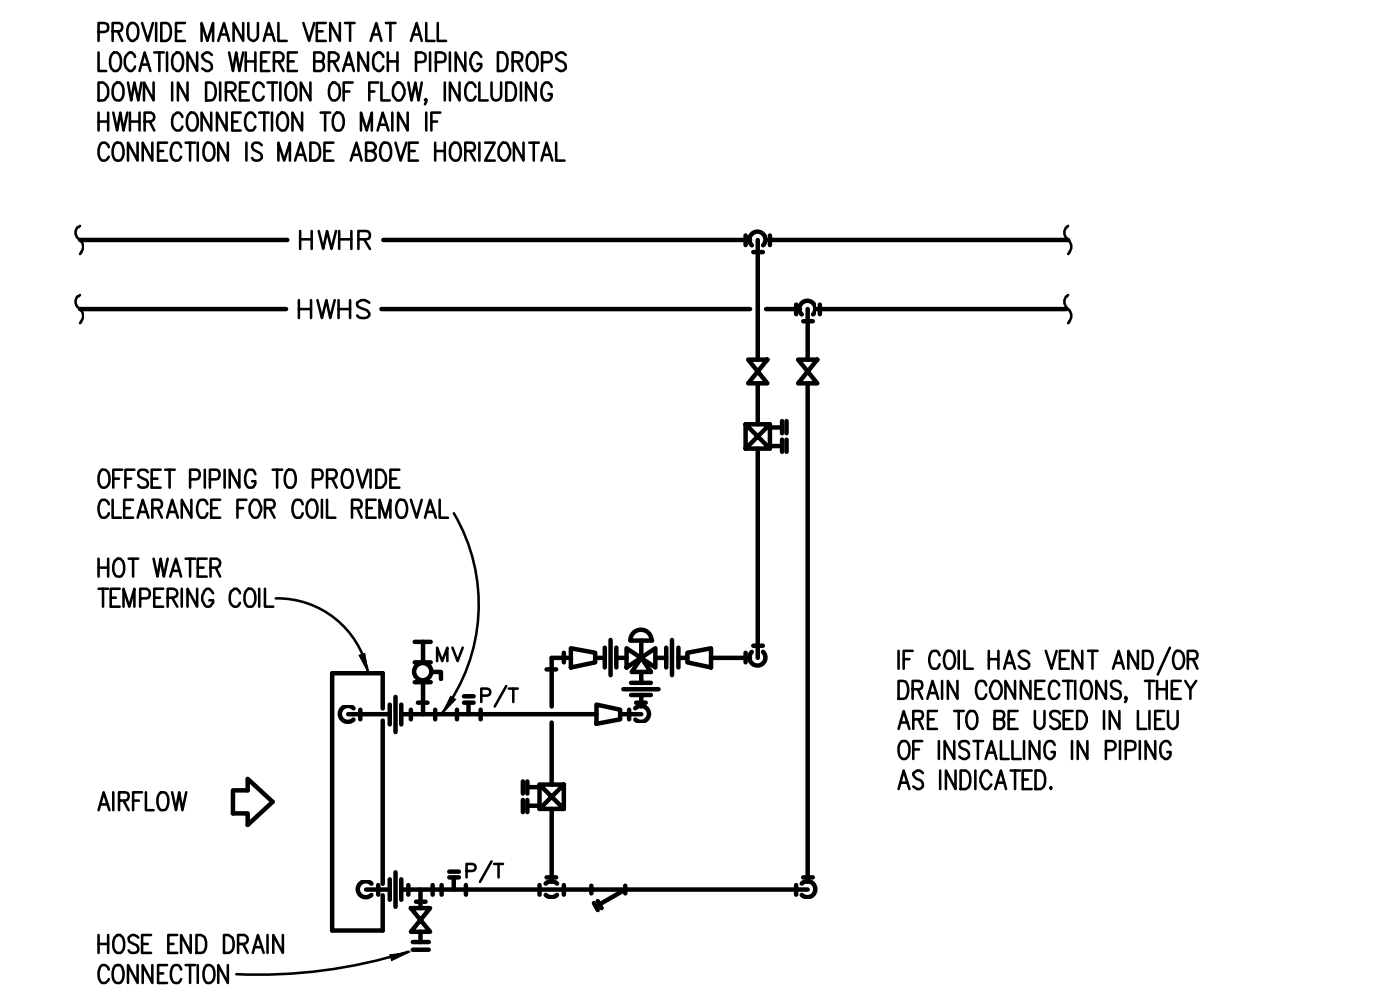 PROVIDE MANUAL VENT AT ALL
LOCATIONS WHERE BRANCH PIPING DROPS
DOWN IN DIRECTION OF FLOW, INCLUDING
HWHR CONNECTION TO MAIN IF
CONNECTION IS MADE ABOVE HORIZONTAL
HWHR
HWHS
OFFSET PIPING TO PROVIDE
CLEARANCE FOR COIL REMOVAL
HOT WATER
TEMPERING COIL
MV
P/T
IF COIL HAS VENT AND/OR
DRAIN CONNECTIONS, THEY
ARE TO BE USED IN LIEU
OF INSTALLING IN PIPING
AS INDICATED.
AIRFLOW
P/T
HOSE END DRAIN
CONNECTION